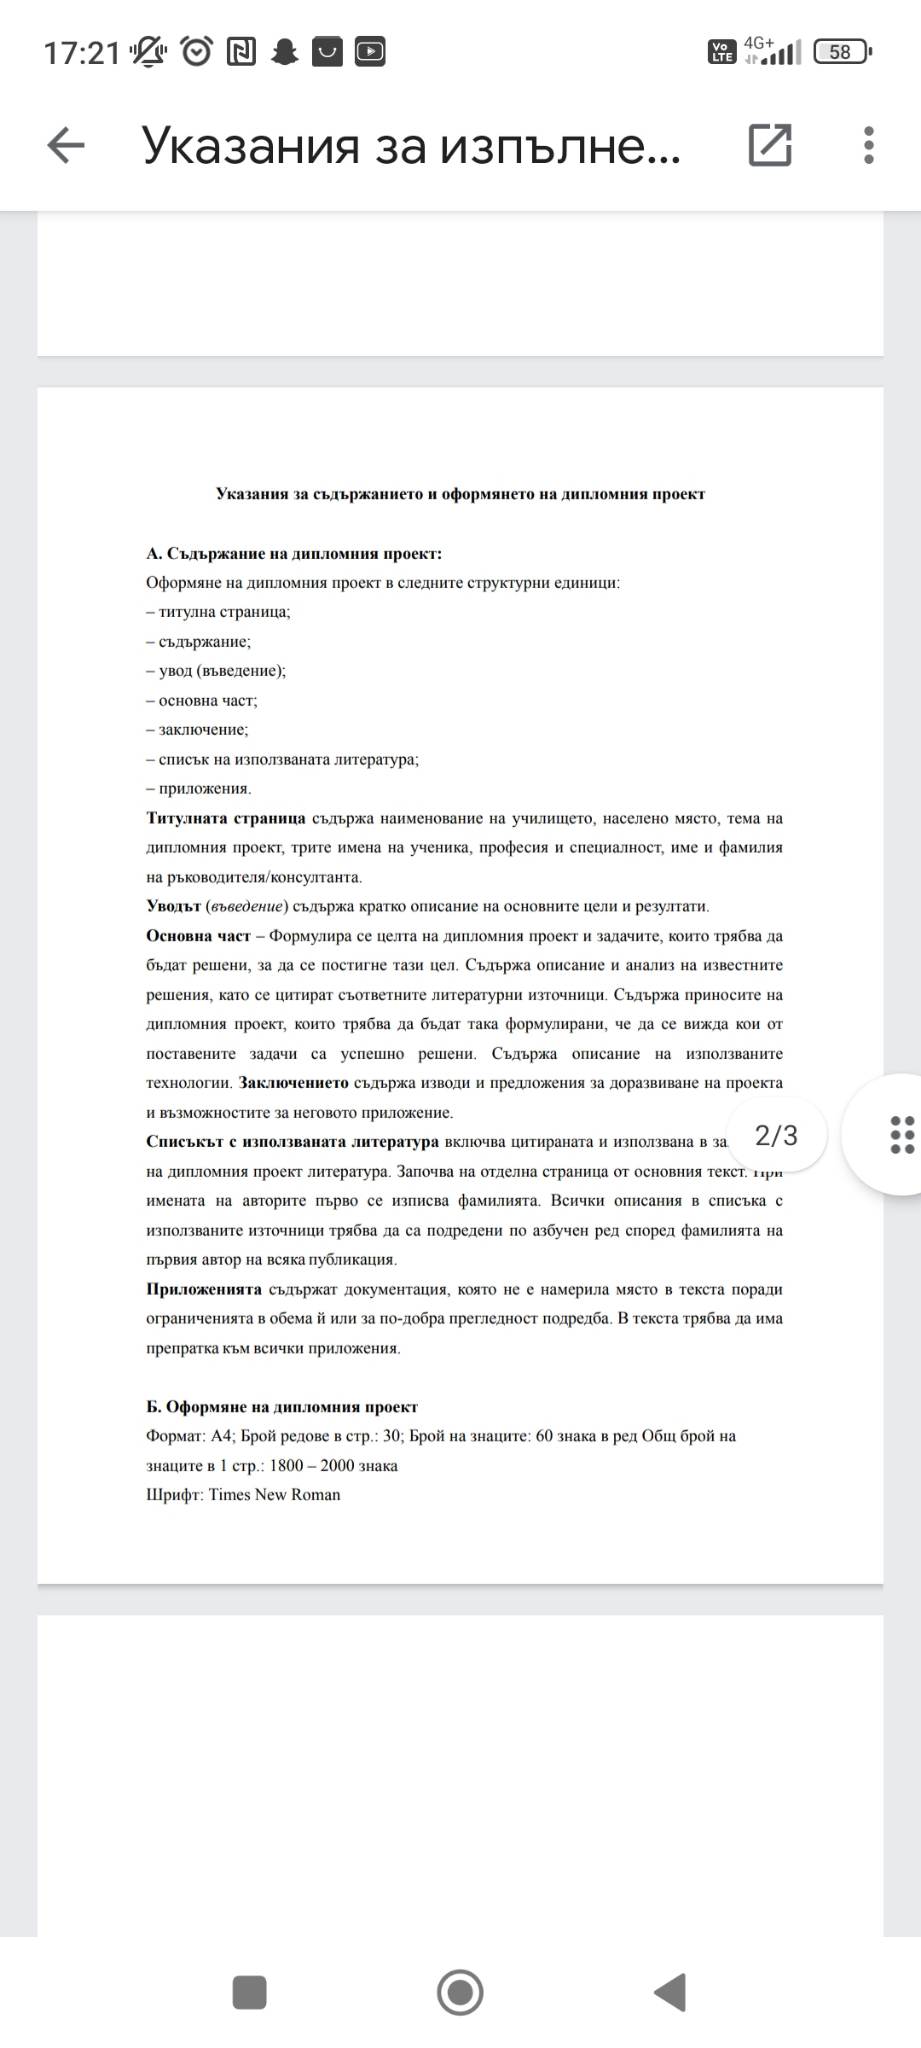 17:21
Vo LTE
4G+
58
Указания за изпълне...
Указания за съдържанието и оформянето на дипломния проект
А. Съдържание на дипломния проект:
Оформяне на дипломния проект в следните структурни единици:
– титулна страница;
– съдържание;
– увод (въведение);
– основна част;
– заключение;
– списък на използваната литература;
– приложения.
Титулната страница съдържа наименование на училището, населено място, тема на
дипломния проект, трите имена на ученика, професия и специалност, име и фамилия
на ръководителя/консултанта.
Уводът (въведение) съдържа кратко описание на основните цели и резултати.
Основна част – Формулира се целта на дипломния проект и задачите, които трябва да
бъдат решени, за да се постигне тази цел. Съдържа описание и анализ на известните
решения, като се цитират съответните литературни източници. Съдържа приносите на
дипломния проект, които трябва да бъдат така формулирани, че да се вижда кои от
поставените задачи са успешно решени. Съдържа описание на използваните
технологии. Заключението съдържа изводи и предложения за доразвиване на проекта
и възможностите за неговото приложение.
Списъкът с използваната литература включва цитираната и използвана в за
2/3
на дипломния проект литература. Започва на отделна страница от основния текст. При
имената на авторите първо се изписва фамилията. Всички описания в списъка с
използваните източници трябва да са подредени по азбучен ред според фамилията на
първия автор на всяка публикация.
Приложенията съдържат документация, която не е намерила място в текста поради
ограниченията в обема й или за по-добра прегледност подредба. В текста трябва да има
препратка към всички приложения.
Б. Оформяне на дипломния проект
Формат: А4; Брой редове в стр.: 30; Брой на знаците: 60 знака в ред Общ брой на
знаците в 1 стр.: 1800 – 2000 знака
Шрифт: Times New Roman